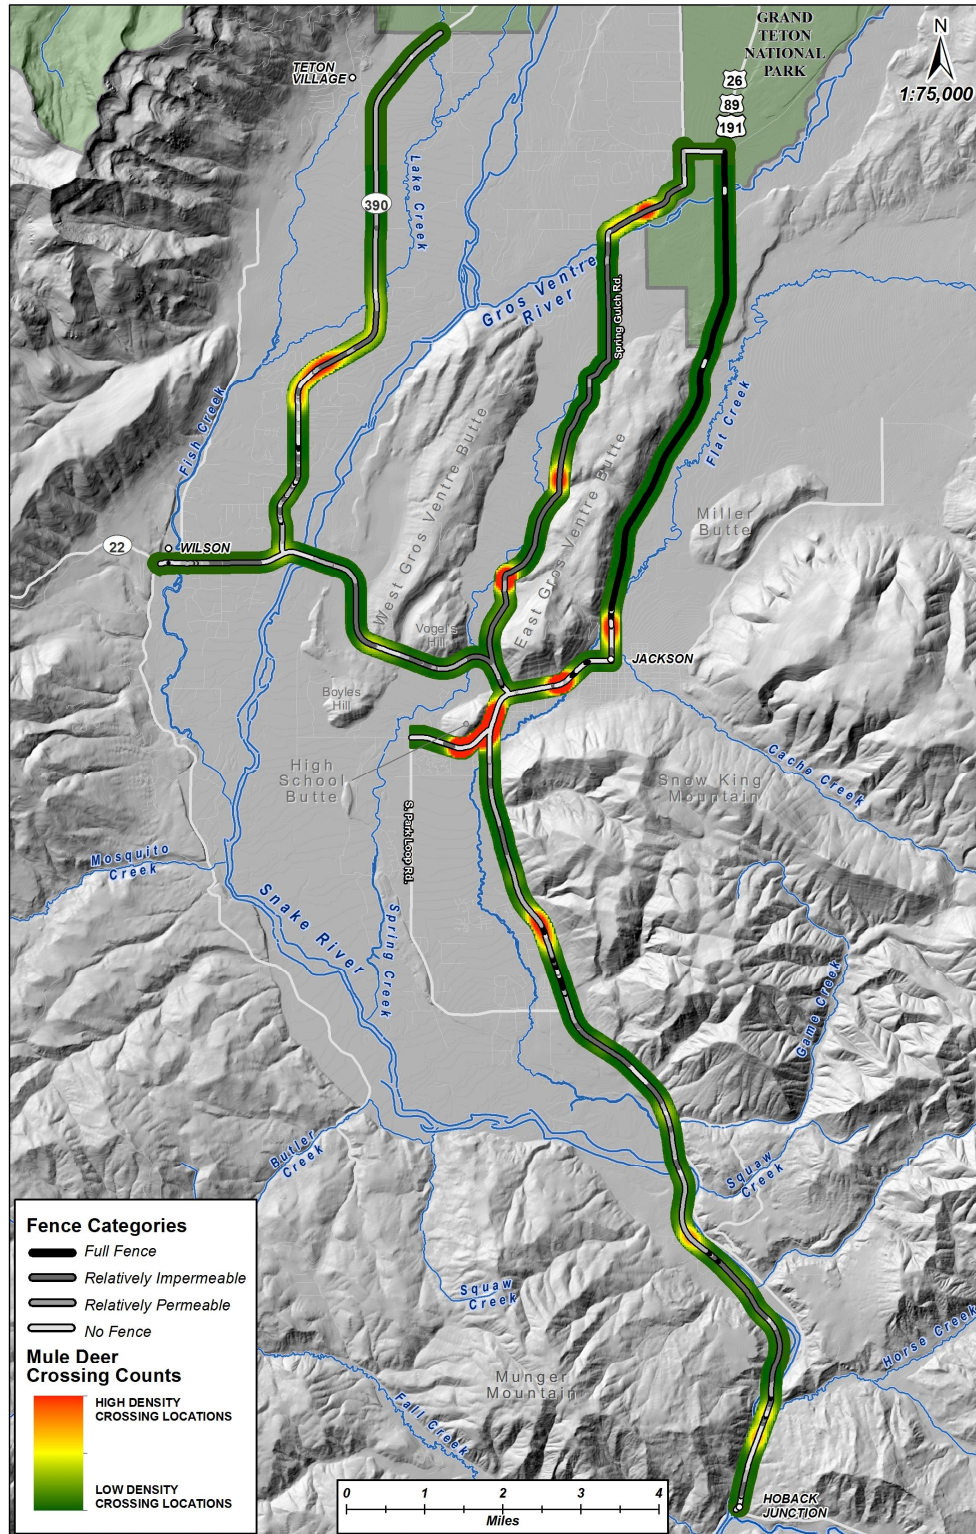 GRAND
TETON
NATIONAL
PARK
N
1:75,000
26
89
191
TETON
VILLAGE
Lake Creek
390
Gros Ventre
River
Spring Gulch Rd.
Fish Creek
Flat Creek
West Gros Ventre Butte
East Gros Ventre Butte
Miller
Butte
22
WILSON
Vogel's
Hill
JACKSON
Boyles
Hill
High
School
Butte
Snow King
Mountain
Cache Creek
S. Park Loop Rd.
Mosquito
Creek
Snake River
Spring Creek
Game Creek
Butler
Creek
Squaw
Creek
Squaw
Creek
Horse Creek
Munger
Mountain
Fall Creek
HOBACK
JUNCTION
Fence Categories
Full Fence
Relatively Impermeable
Relatively Permeable
No Fence
Mule Deer
Crossing Counts
HIGH DENSITY
CROSSING LOCATIONS
LOW DENSITY
CROSSING LOCATIONS
0 1 2 3 4
Miles